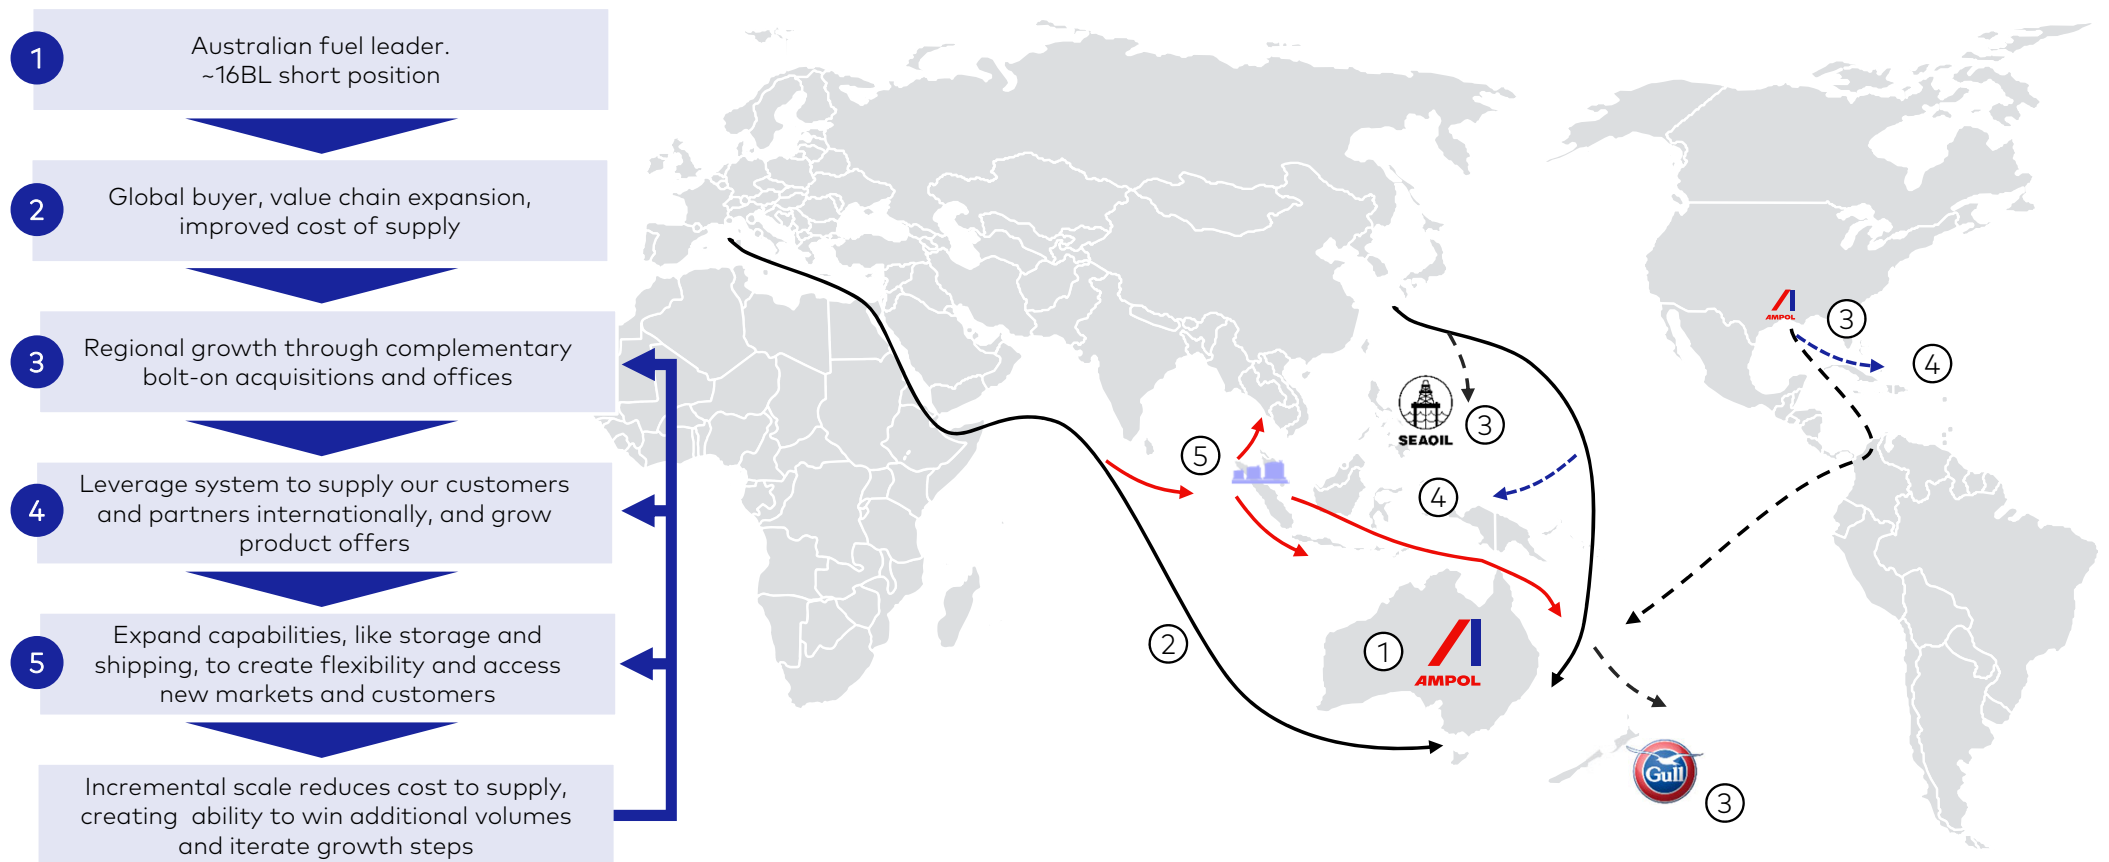 1
Australian fuel leader.
~16BL short position
2
Global buyer, value chain expansion,
improved cost of supply
3
Regional growth through complementary
bolt-on acquisitions and offices
4
Leverage system to supply our customers
and partners internationally, and grow
product offers
5
Expand capabilities, like storage and
shipping, to create flexibility and access
new markets and customers
Incremental scale reduces cost to supply,
creating ability to win additional volumes
and iterate growth steps
AMPOL
3
4
SEAOIL
3
5
4
2
1
AMPOL
Gull
3